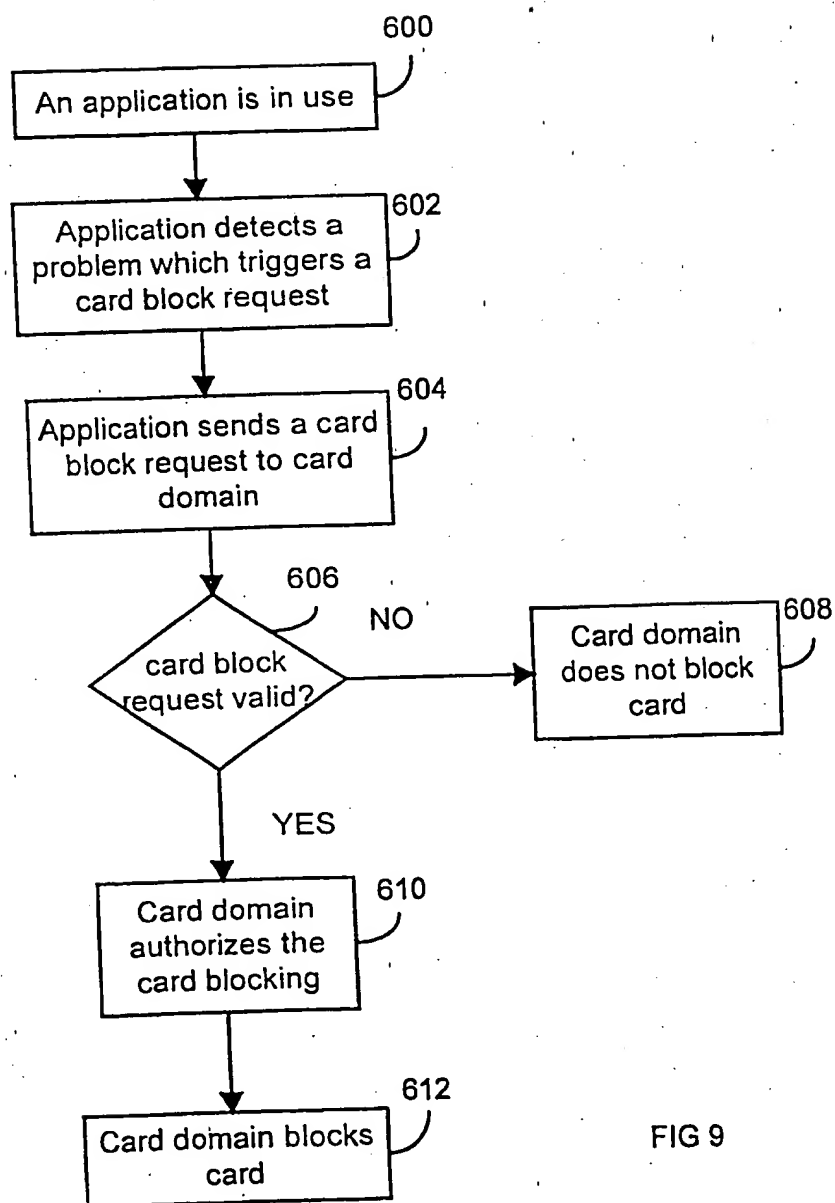 600
An application is in use
602
Application detects a
problem which triggers a
card block request
604
Application sends a card
block request to card
domain
606
card block
request valid?
NO
608
Card domain
does not block
card
YES
610
Card domain
authorizes the
card blocking
612
Card domain blocks
card
FIG 9